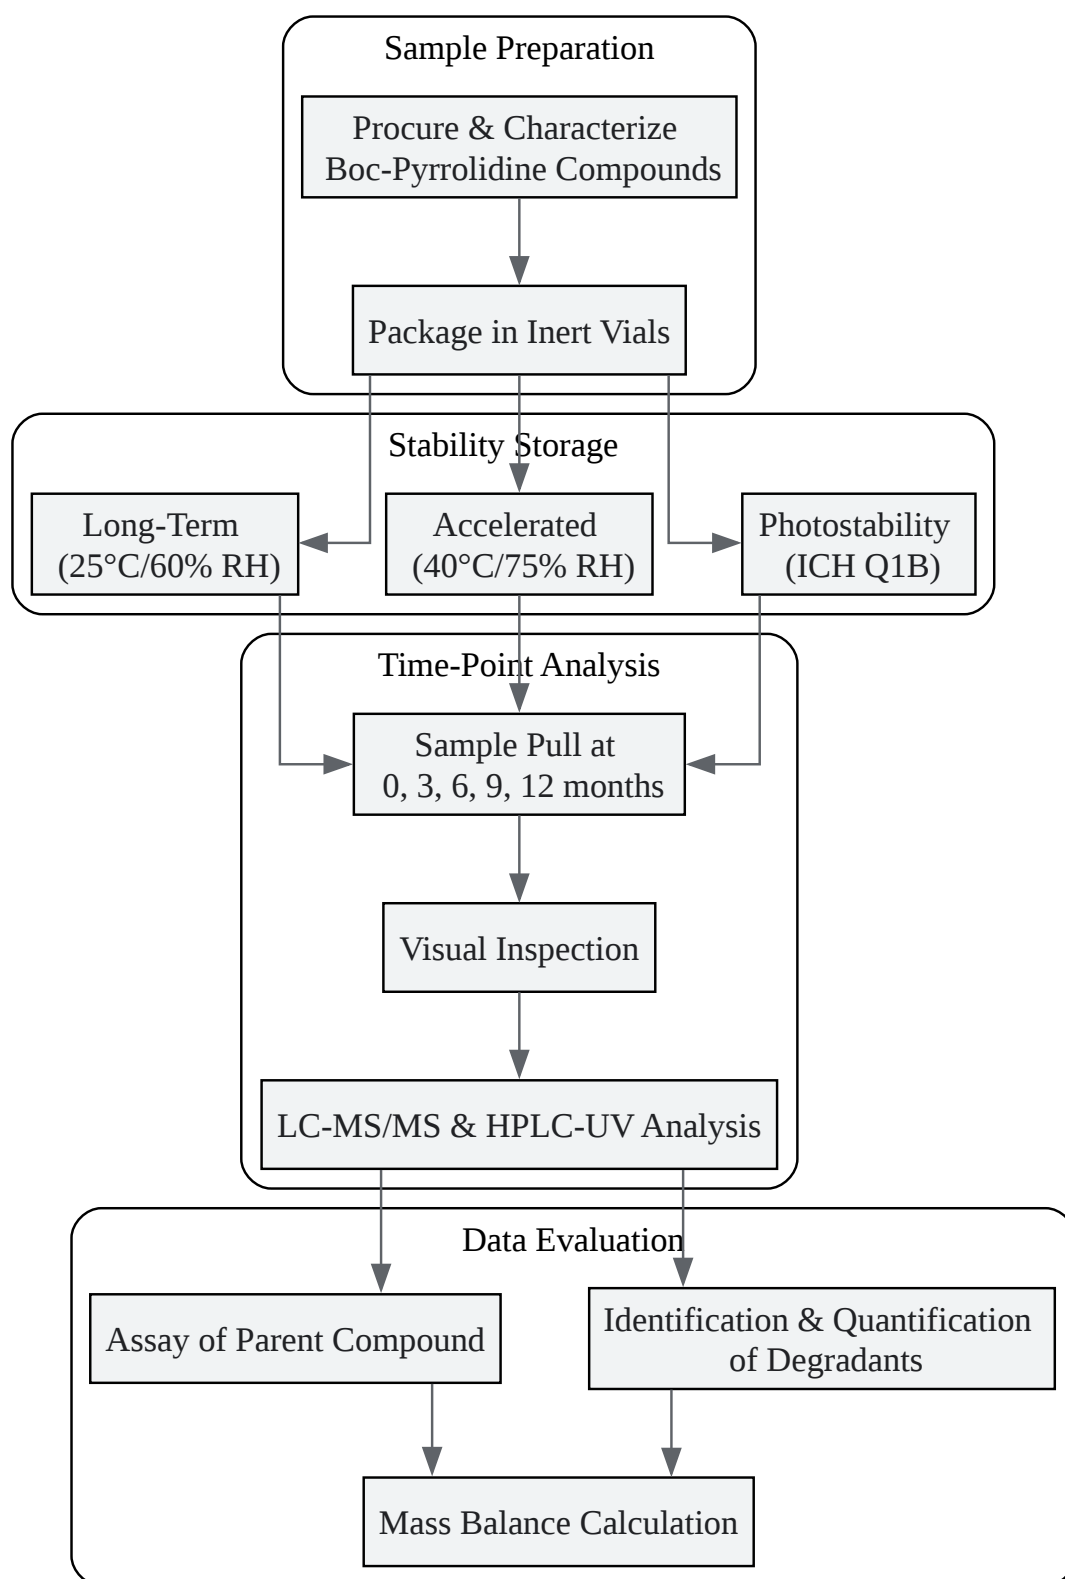 Sample Preparation
Procure & Characterize
Boc-Pyrrolidine Compounds
Package in Inert Vials
Stability Storage
Long-Term
(25°C/60% RH)
Accelerated
(40°C/75% RH)
Photostability
(ICH Q1B)
Time-Point Analysis
Sample Pull at
0, 3, 6, 9, 12 months
Visual Inspection
LC-MS/MS & HPLC-UV Analysis
Data Evaluation
Assay of Parent Compound
Identification & Quantification
of Degradants
Mass Balance Calculation